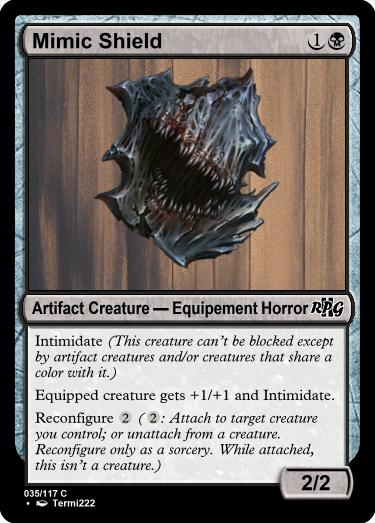 Mimic Shield 1
Artifact Creature — Equipement Horror RPG
Intimidate (This creature can't be blocked except
by artifact creatures and/or creatures that share a
color with it.)
Equipped creature gets +1/+1 and Intimidate.
Reconfigure 2 ( 2 : Attach to target creature
you control; or unattach from a creature.
Reconfigure only as a sorcery. While attached,
this isn't a creature.)
2/2
035/117 C
• Termi222